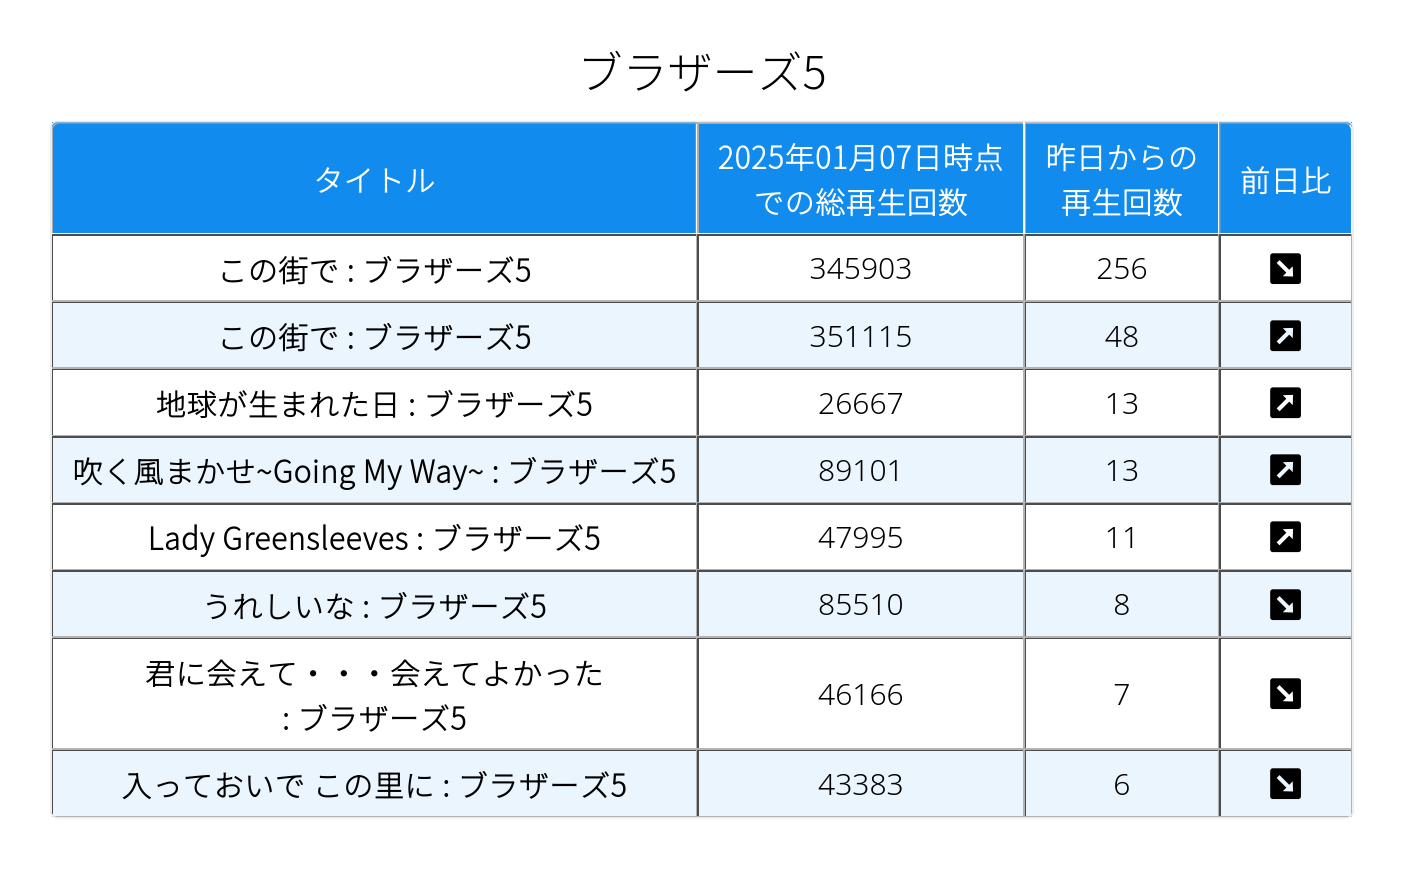 ブラザーズ5
タイトル
2025年01月07日時点
での総再生回数
昨日からの
再生回数
前日比
この街で : ブラザーズ5
345903
256
この街で : ブラザーズ5
351115
48
地球が生まれた日 : ブラザーズ5
26667
13
吹く風まかせ~Going My Way~ : ブラザーズ5
89101
13
Lady Greensleeves : ブラザーズ5
47995
11
うれしいな : ブラザーズ5
85510
8
君に会えて・・・会えてよかった
: ブラザーズ5
46166
7
入っておいで この里に : ブラザーズ5
43383
6